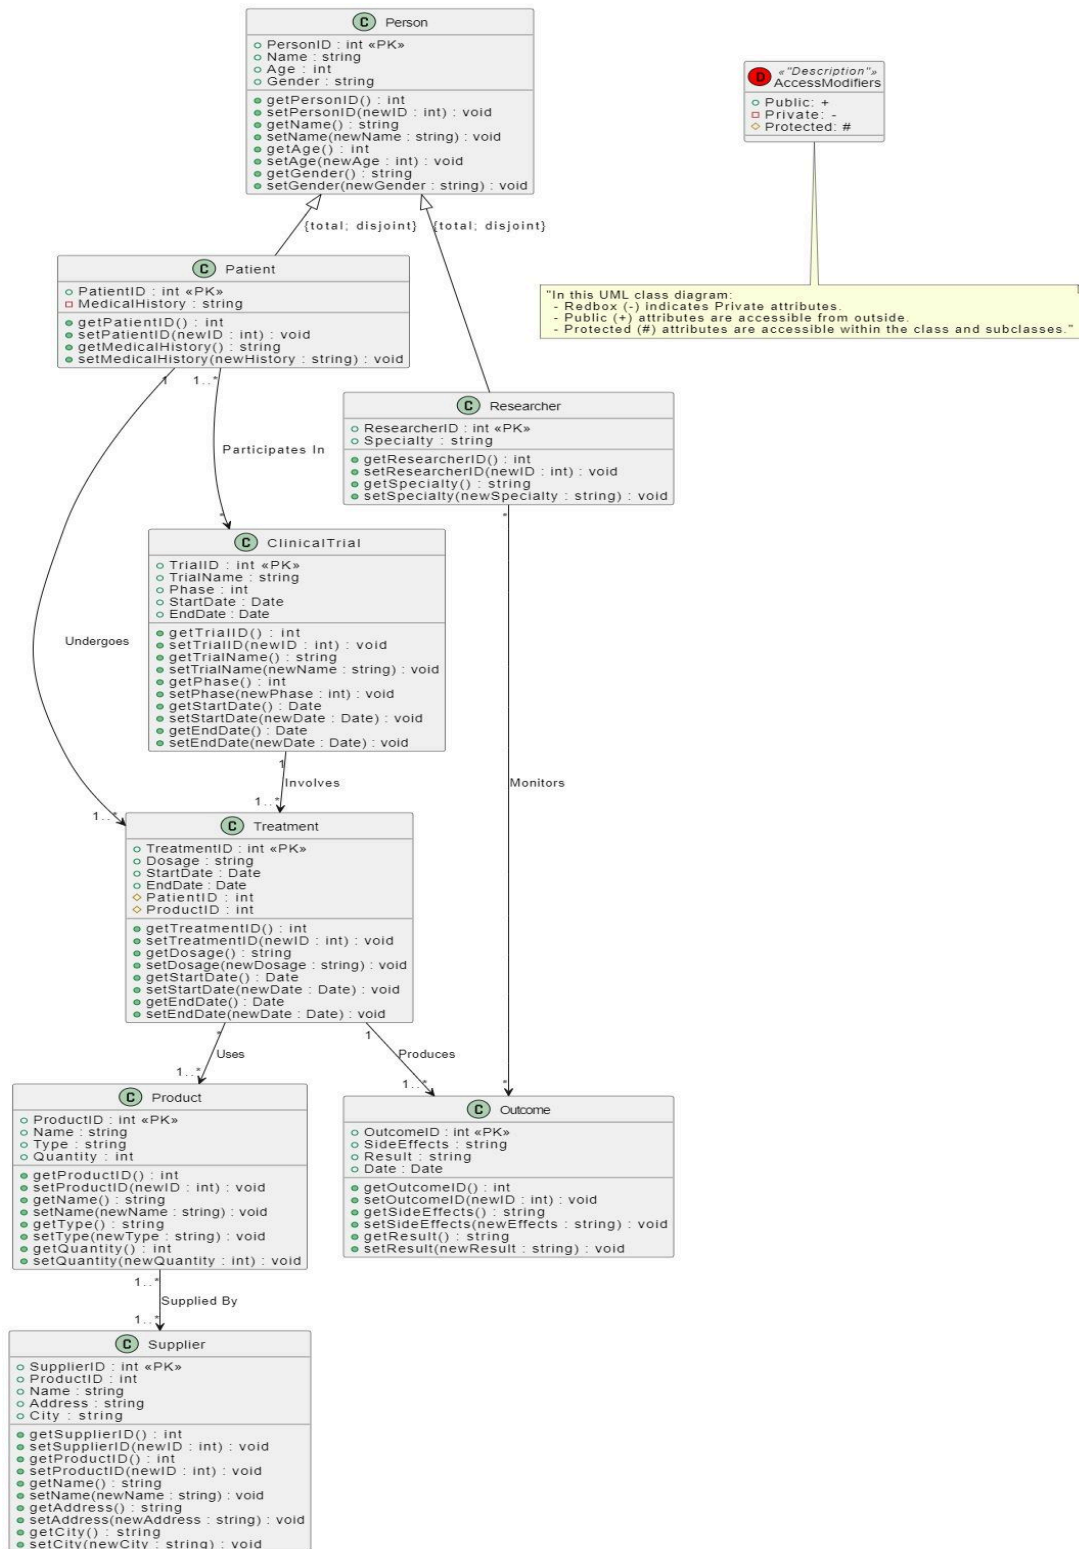 C Person
PersonID : int «PK»
Name : string
Age : int
Gender : string
getPersonID() : int
setPersonID(newID : int) : void
getName() : string
setName(newName : string) : void
getAge() : int
setAge(newAge : int) : void
getGender() : string
setGender(newGender : string) : void
D «"Description"»
AccessModifiers
Public: +
Private: -
Protected: #
"In this UML class diagram:
- Redbox (-) indicates Private attributes.
- Public (+) attributes are accessible from outside.
- Protected (#) attributes are accessible within the class and subclasses."
{total; disjoint} {total; disjoint}
C Patient
PatientID : int «PK»
MedicalHistory : string
getPatientID() : int
setPatientID(newID : int) : void
getMedicalHistory() : string
setMedicalHistory(newHistory : string) : void
1 1..*
Participates In
*
C Researcher
ResearcherID : int «PK»
Specialty : string
getResearcherID() : int
setResearcherID(newID : int) : void
getSpecialty() : string
setSpecialty(newSpecialty : string) : void
*
C ClinicalTrial
TrialID : int «PK»
TrialName : string
Phase : int
StartDate : Date
EndDate : Date
getTrialID() : int
setTrialID(newID : int) : void
getTrialName() : string
setTrialName(newName : string) : void
getPhase() : int
setPhase(newPhase : int) : void
getStartDate() : Date
setStartDate(newDate : Date) : void
getEndDate() : Date
setEndDate(newDate : Date) : void
Undergoes
1
Involves
1..*
Monitors
1..*
C Treatment
TreatmentID : int «PK»
Dosage : string
StartDate : Date
EndDate : Date
PatientID : int
ProductID : int
getTreatmentID() : int
setTreatmentID(newID : int) : void
getDosage() : string
setDosage(newDosage : string) : void
getStartDate() : Date
setStartDate(newDate : Date) : void
getEndDate() : Date
setEndDate(newDate : Date) : void
* 1
Uses Produces
1..* 1..* *
C Product
ProductID : int «PK»
Name : string
Type : string
Quantity : int
getProductID() : int
setProductID(newID : int) : void
getName() : string
setName(newName : string) : void
getType() : string
setType(newType : string) : void
getQuantity() : int
setQuantity(newQuantity : int) : void
C Outcome
OutcomeID : int «PK»
SideEffects : string
Result : string
Date : Date
getOutcomeID() : int
setOutcomeID(newID : int) : void
getSideEffects() : string
setSideEffects(newEffects : string) : void
getResult() : string
setResult(newResult : string) : void
1..*
Supplied By
1..*
C Supplier
SupplierID : int «PK»
ProductID : int
Name : string
Address : string
City : string
getSupplierID() : int
setSupplierID(newID : int) : void
getProductID() : int
setProductID(newID : int) : void
getName() : string
setName(newName : string) : void
getAddress() : string
setAddress(newAddress : string) : void
getCity() : string
setCity(newCity : string) : void